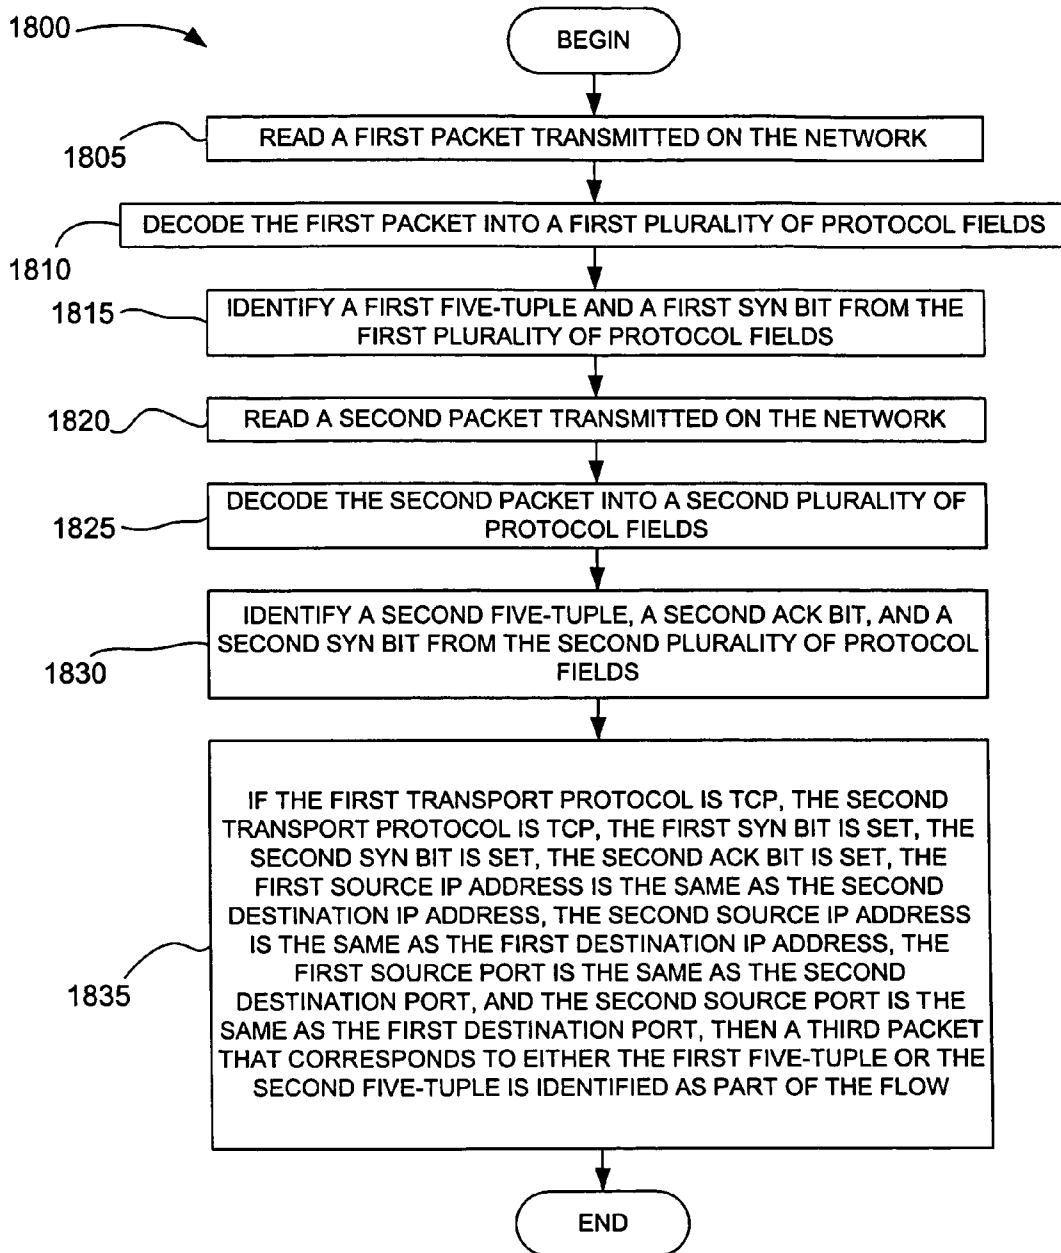 1800
BEGIN
READ A FIRST PACKET TRANSMITTED ON THE NETWORK
1805
DECODE THE FIRST PACKET INTO A FIRST PLURALITY OF PROTOCOL FIELDS
1810
1815
IDENTIFY A FIRST FIVE-TUPLE AND A FIRST SYN BIT FROM THE
FIRST PLURALITY OF PROTOCOL FIELDS
1820
READ A SECOND PACKET TRANSMITTED ON THE NETWORK
DECODE THE SECOND PACKET INTO A SECOND PLURALITY OF
PROTOCOL FIELDS
1825
IDENTIFY A SECOND FIVE-TUPLE, A SECOND ACK BIT, AND A
SECOND SYN BIT FROM THE SECOND PLURALITY OF PROTOCOL
FIELDS
1830
IF THE FIRST TRANSPORT PROTOCOL IS TCP, THE SECOND
TRANSPORT PROTOCOL IS TCP, THE FIRST SYN BIT IS SET, THE
SECOND SYN BIT IS SET, THE SECOND ACK BIT IS SET, THE
FIRST SOURCE IP ADDRESS IS THE SAME AS THE SECOND
DESTINATION IP ADDRESS, THE SECOND SOURCE IP ADDRESS
IS THE SAME AS THE FIRST DESTINATION IP ADDRESS, THE
FIRST SOURCE PORT IS THE SAME AS THE SECOND
DESTINATION PORT, AND THE SECOND SOURCE PORT IS THE
SAME AS THE FIRST DESTINATION PORT, THEN A THIRD PACKET
THAT CORRESPONDS TO EITHER THE FIRST FIVE-TUPLE OR THE
SECOND FIVE-TUPLE IS IDENTIFIED AS PART OF THE FLOW
1835
END